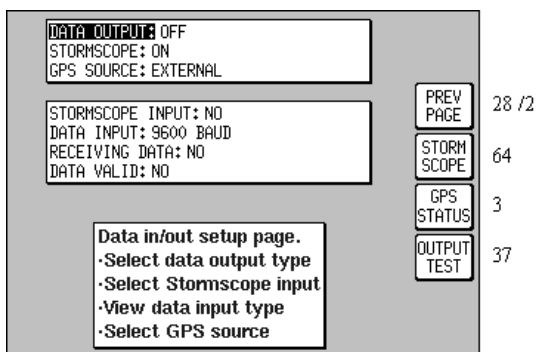 DATA OUTPUT: OFF
STORMSCOPE: ON
GPS SOURCE: EXTERNAL
STORMSCOPE INPUT: NO
DATA INPUT: 9600 BAUD
RECEIVING DATA: NO
DATA VALID: NO
Data in/out setup page.
·Select data output type
·Select Stormscope input
·View data input type
·Select GPS source
PREV
PAGE
28 /2
STORM
SCOPE
64
GPS
STATUS
3
OUTPUT
TEST
37